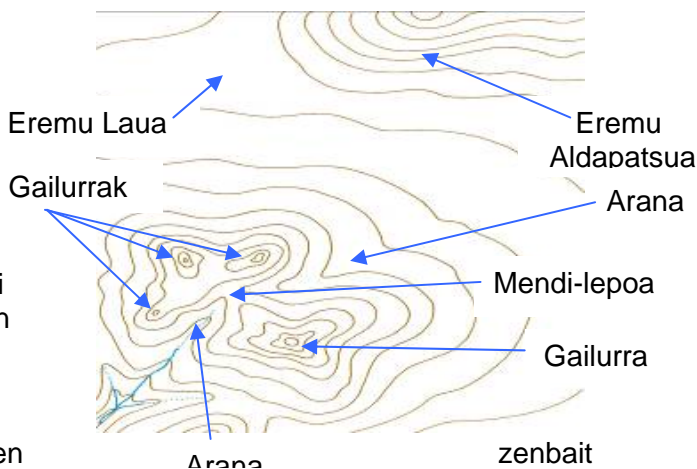 Eremu Laua
Eremu
Aldapatsua
Gailurrak
Arana
Mendi-lepoa
Gailurra
Arana
zenbait